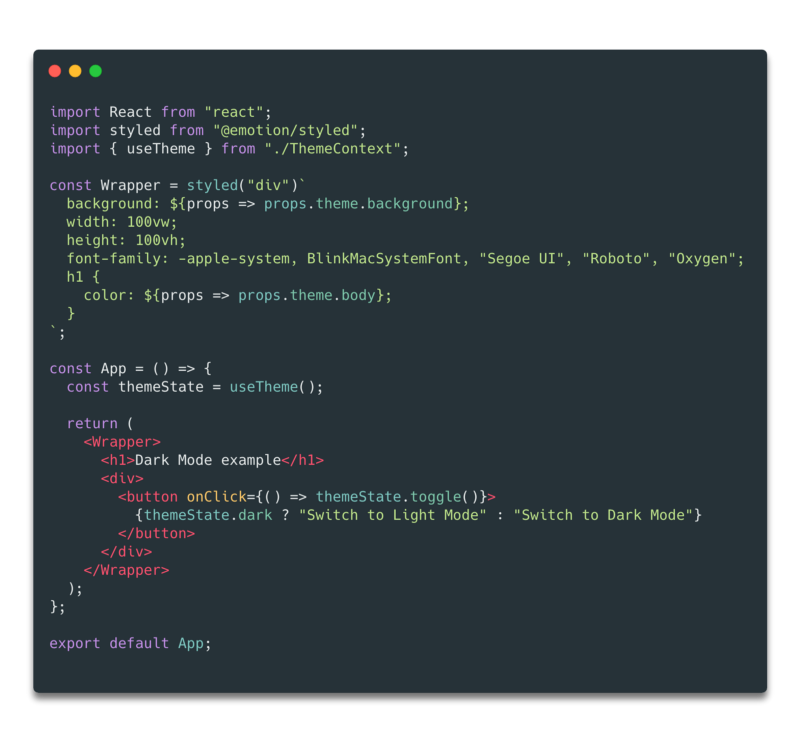 import React from "react";
import styled from "@emotion/styled";
import { useTheme } from "./ThemeContext";

const Wrapper = styled("div")`
  background: ${props => props.theme.background};
  width: 100vw;
  height: 100vh;
  font-family: -apple-system, BlinkMacSystemFont, "Segoe UI", "Roboto", "Oxygen";
  h1 {
    color: ${props => props.theme.body};
  }
`;

const App = () => {
  const themeState = useTheme();

  return (
    <Wrapper>
      <h1>Dark Mode example</h1>
      <div>
        <button onClick={() => themeState.toggle()}>
          {themeState.dark ? "Switch to Light Mode" : "Switch to Dark Mode"}
        </button>
      </div>
    </Wrapper>
  );
};

export default App;